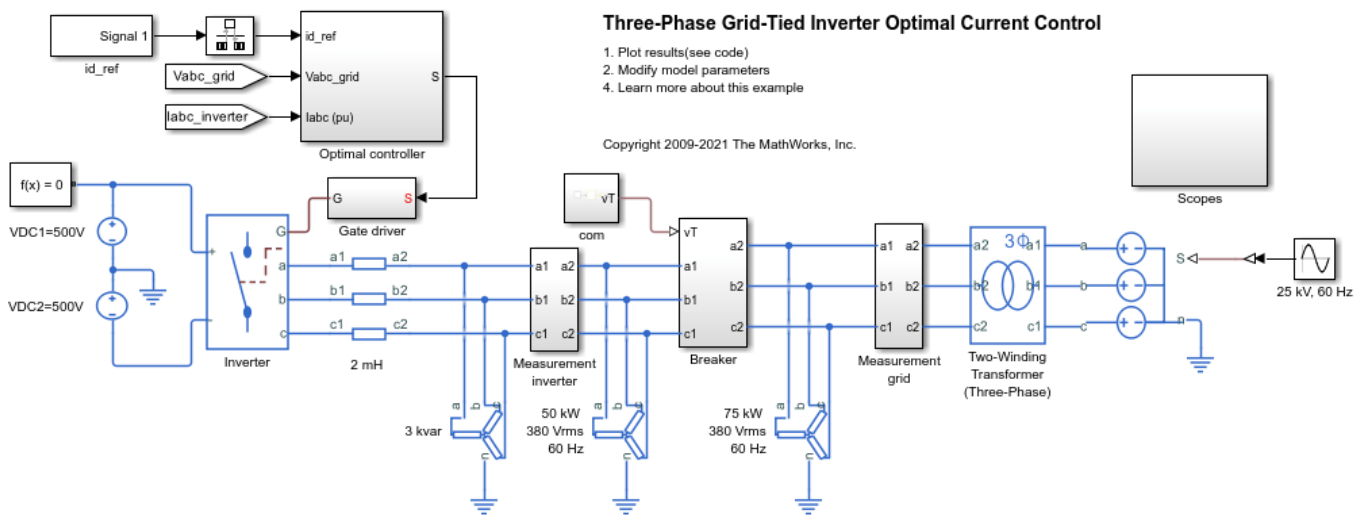 Three-Phase Grid-Tied Inverter Optimal Current Control
1. Plot results(see code)
2. Modify model parameters
4. Learn more about this example
Copyright 2009-2021 The MathWorks, Inc.
Signal 1
id_ref
id_ref
Vabc_grid
Vabc_grid
S
Iabc_inverter
Iabc (pu)
Optimal controller
f(x) = 0
VDC1=500V
VDC2=500V
G
S
Gate driver
+
-
G
a
b
c
Inverter
a1
a2
b1
b2
c1
c2
2 mH
a1
a2
b1
b2
c1
c2
Measurement
inverter
vT
com
vT
a1
a2
b1
b2
c1
c2
Breaker
a1
a2
b1
b2
c1
c2
Measurement
grid
3Φ
a2
a1
b2
b1
c2
c1
Two-Winding
Transformer
(Three-Phase)
a
b
c
S
n
25 kV, 60 Hz
Scopes
a
b
c
n
3 kvar
a
b
c
n
50 kW
380 Vrms
60 Hz
a
b
c
n
75 kW
380 Vrms
60 Hz